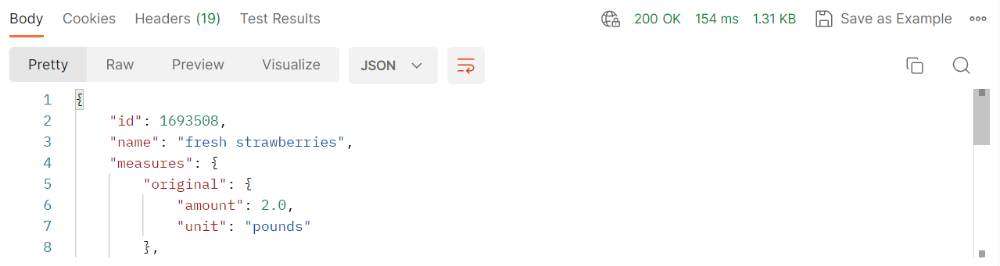 Body Cookies Headers (19) Test Results 200 OK 154 ms 1.31 KB Save as Example
Pretty Raw Preview Visualize JSON
1 {
2 "id": 1693508,
3 "name": "fresh strawberries",
4 "measures": {
5 "original": {
6 "amount": 2.0,
7 "unit": "pounds"
8 },